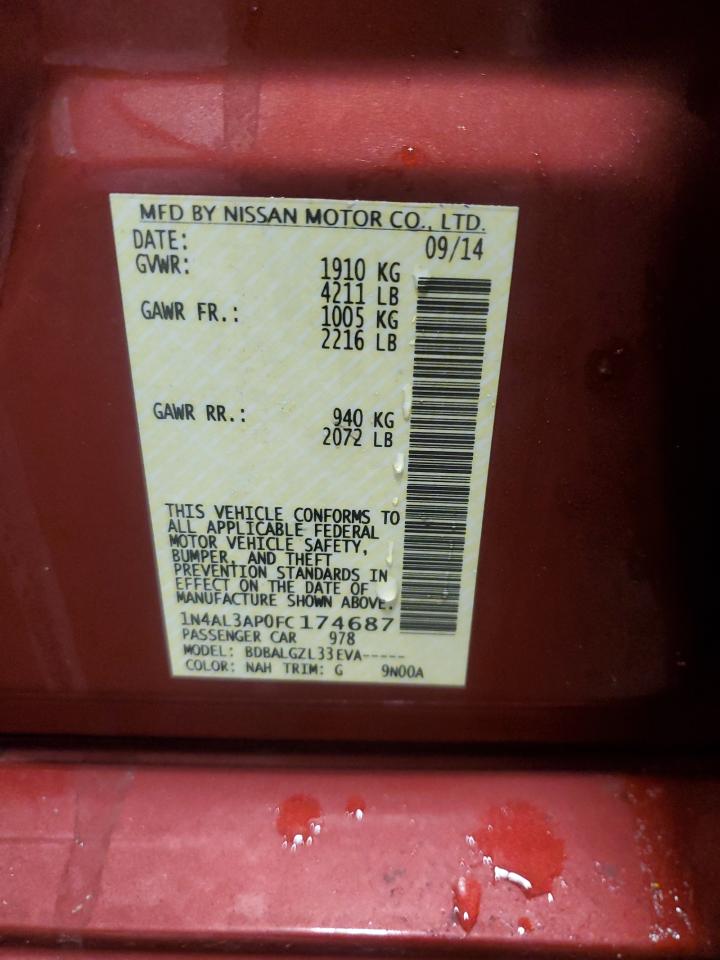 MFD BY NISSAN MOTOR CO., LTD.
DATE: 09/14
GVWR: 1910 KG
4211 LB
GAWR FR.: 1005 KG
2216 LB
GAWR RR.: 940 KG
2072 LB
THIS VEHICLE CONFORMS TO
ALL APPLICABLE FEDERAL
MOTOR VEHICLE SAFETY,
BUMPER, AND THEFT
PREVENTION STANDARDS IN
EFFECT ON THE DATE OF
MANUFACTURE SHOWN ABOVE.
1N4AL3AP0FC174687
PASSENGER CAR 978
MODEL: BDBALGZL33EVA-----
COLOR: NAH TRIM: G 9N00A